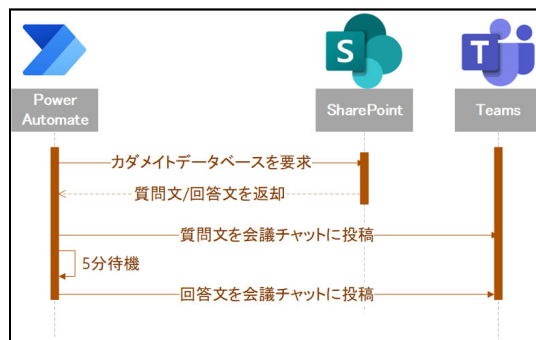 S
T
Power
Automate
SharePoint
Teams
カダメイトデータベースを要求
質問文/回答文を返却
質問文を会議チャットに投稿
5分待機
回答文を会議チャットに投稿